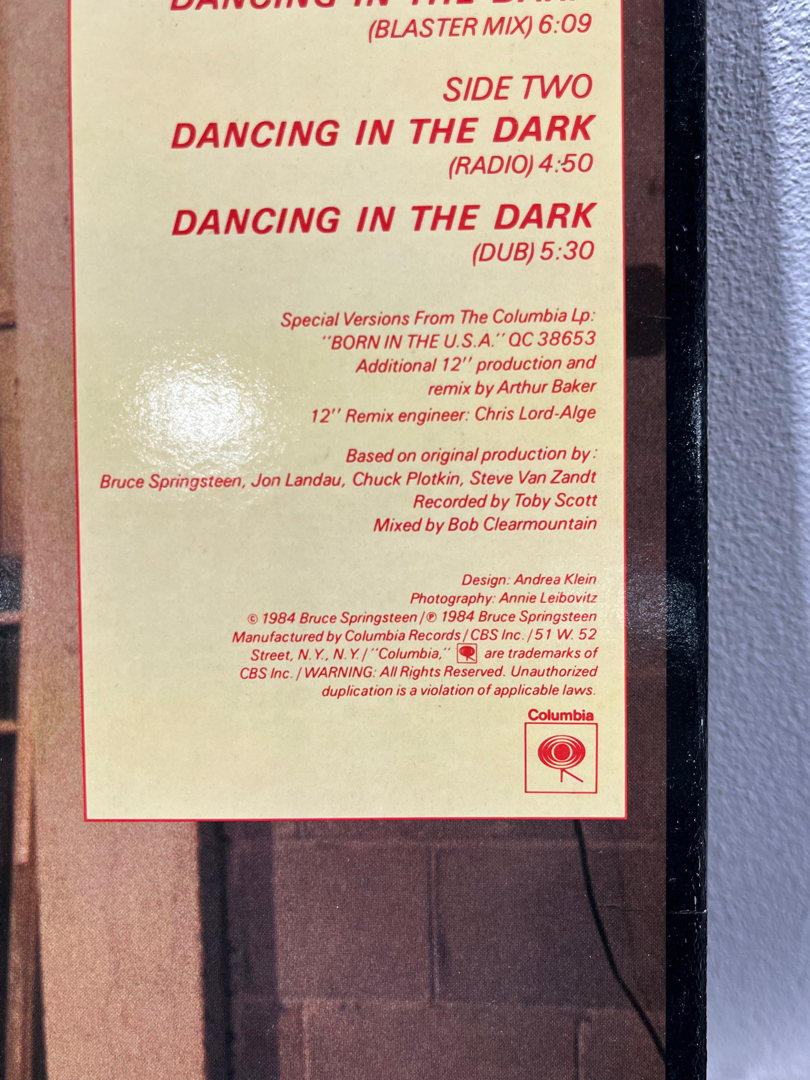 DANCING IN THE DARK
(BLASTER MIX) 6:09
SIDE TWO
DANCING IN THE DARK
(RADIO) 4:50
DANCING IN THE DARK
(DUB) 5:30
Special Versions From The Columbia Lp:
"BORN IN THE U.S.A." QC 38653
Additional 12" production and
remix by Arthur Baker
12" Remix engineer: Chris Lord-Alge
Based on original production by:
Bruce Springsteen, Jon Landau, Chuck Plotkin, Steve Van Zandt
Recorded by Toby Scott
Mixed by Bob Clearmountain
Design: Andrea Klein
Photography: Annie Leibovitz
© 1984 Bruce Springsteen/℗ 1984 Bruce Springsteen
Manufactured by Columbia Records/CBS Inc./51 W. 52
Street, N.Y., N.Y./"Columbia," are trademarks of
CBS Inc./WARNING: All Rights Reserved. Unauthorized
duplication is a violation of applicable laws.
Columbia